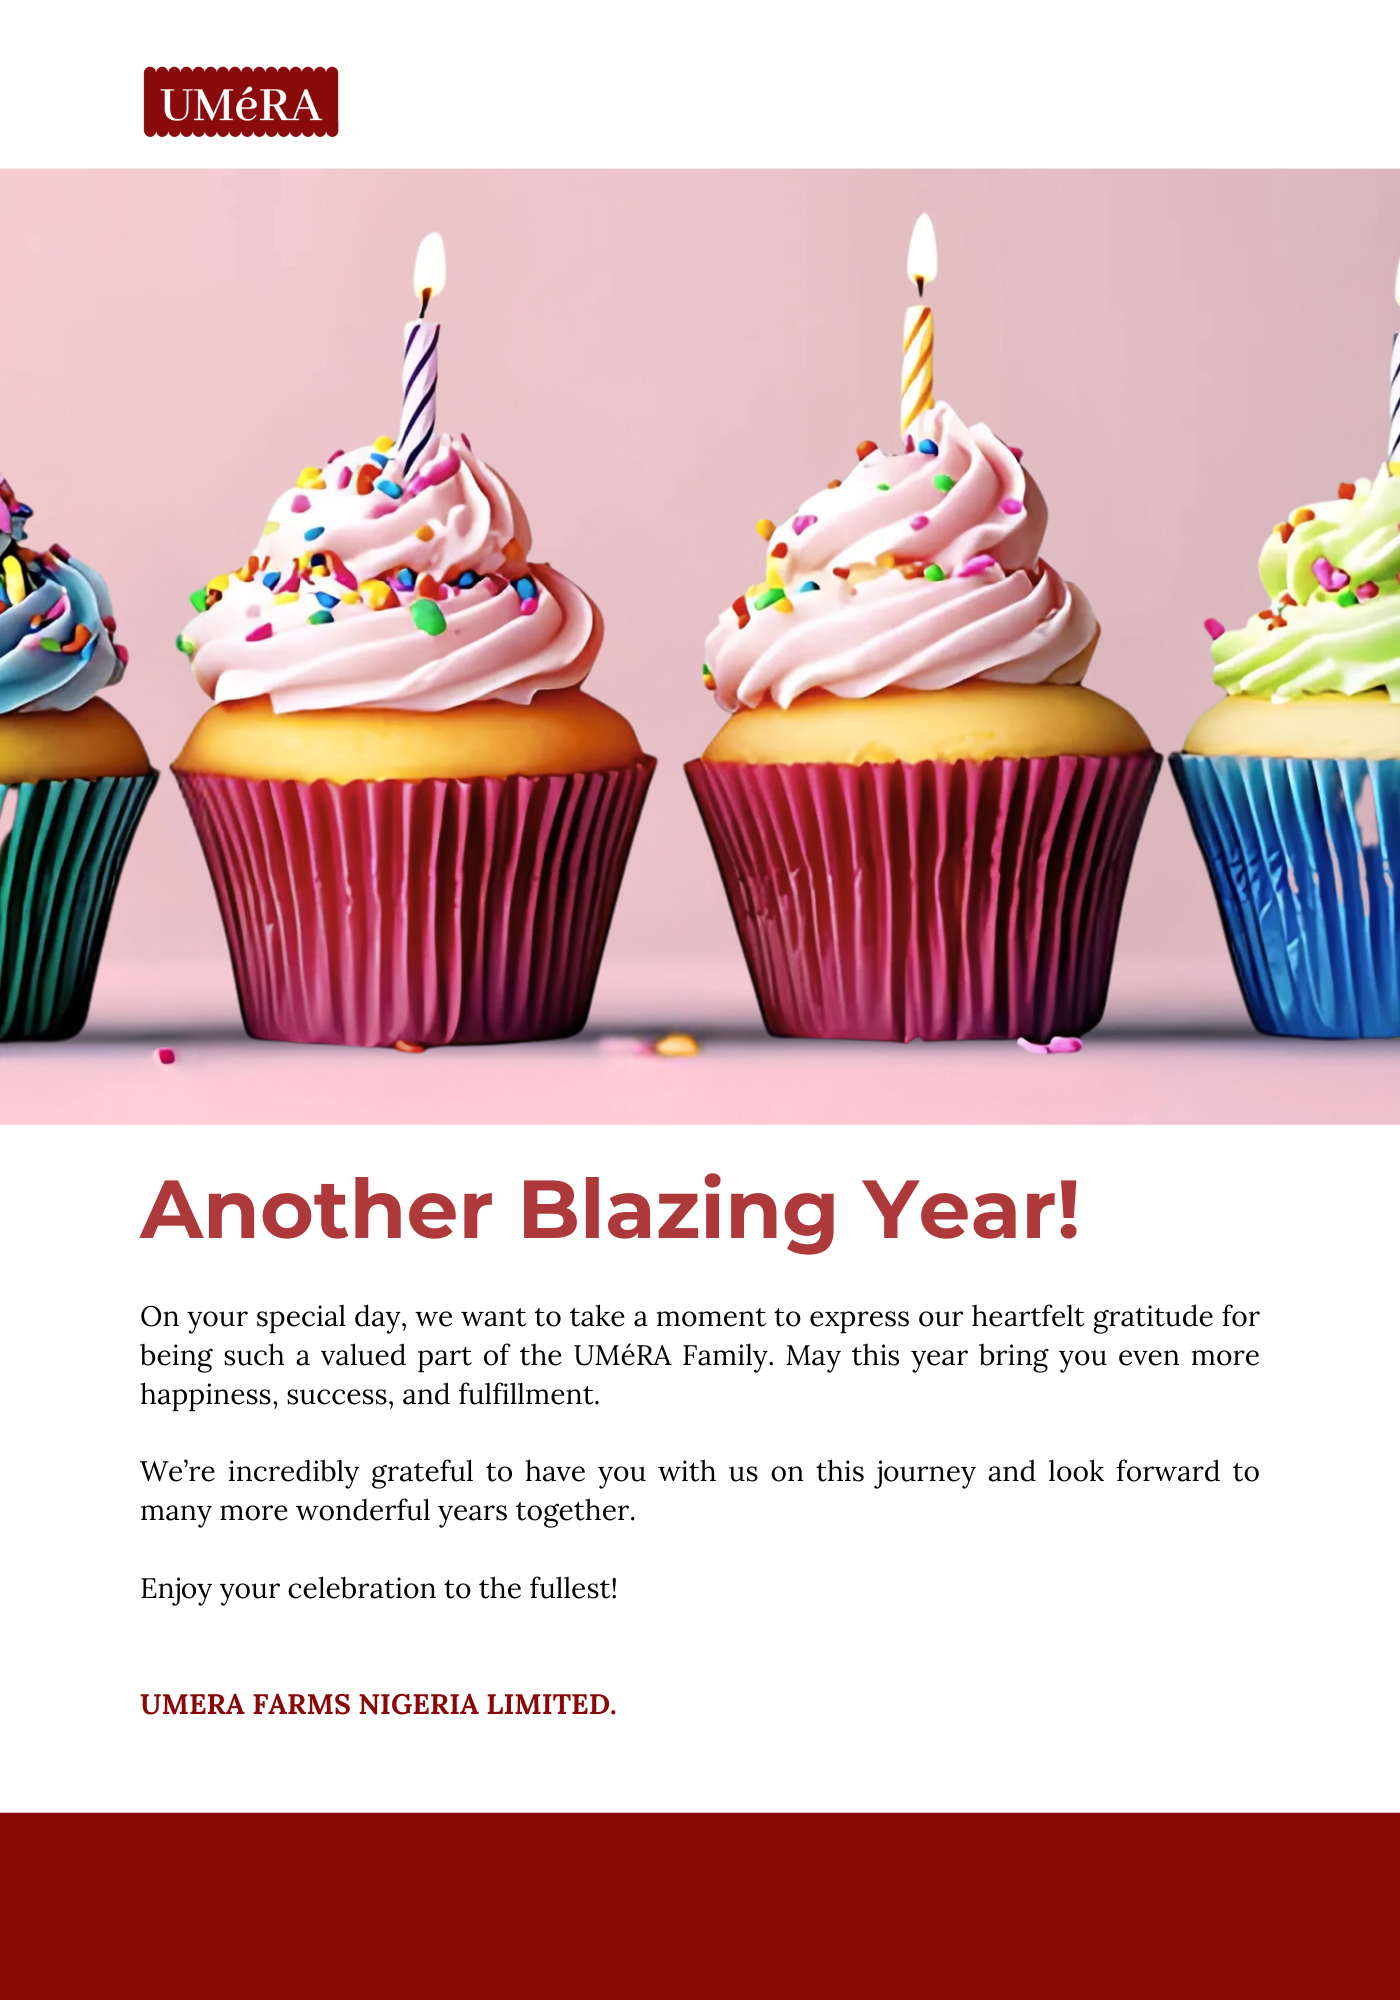 UMéRA
Another Blazing Year!
On your special day, we want to take a moment to express our heartfelt gratitude for
being such a valued part of the UMéRA Family. May this year bring you even more
happiness, success, and fulfillment.
We’re incredibly grateful to have you with us on this journey and look forward to
many more wonderful years together.
Enjoy your celebration to the fullest!
UMERA FARMS NIGERIA LIMITED.